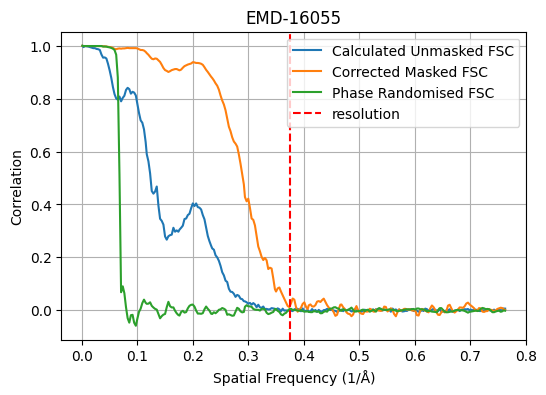 EMD-16055
Calculated Unmasked FSC
Corrected Masked FSC
Phase Randomised FSC
resolution
Correlation
1.0
0.8
0.6
0.4
0.2
0.0
0.0 0.1 0.2 0.3 0.4 0.5 0.6 0.7 0.8
Spatial Frequency (1/Å)